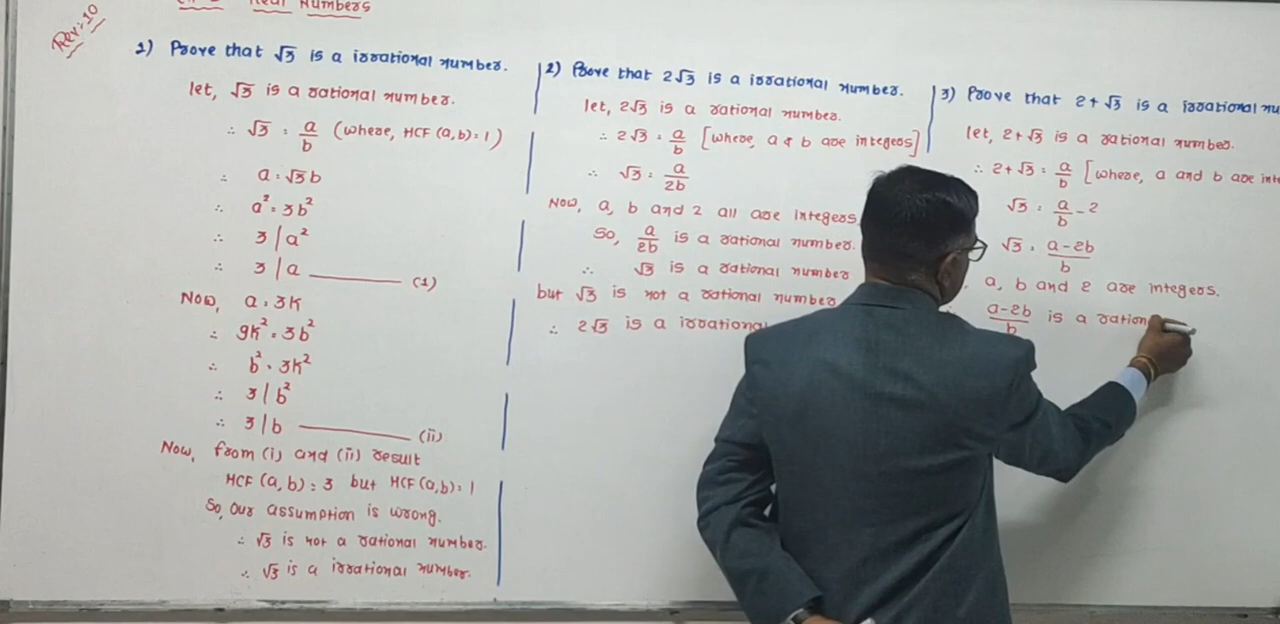 Real Numbers
Rev:-10
1) Prove that √3 is a irrational number.
let, √3 is a rational number.
∴ √3 = a/b (where, HCF (a,b)=1)
∴ a=√3b
∴ a²=3b²
∴ 3/a²
∴ 3/a ———— (i)
Now, a=3K
∴ 9K²=3b²
∴ b²=3K²
∴ 3/b²
∴ 3/b ———— (ii)
Now, from (i) and (ii) result
HCF (a,b)=3 but HCF (a,b)=1
So, our assumption is wrong.
∴ √3 is not a rational number.
∴ √3 is a irrational number.
2) Prove that 2√3 is a irrational number.
let, 2√3 is a rational number.
∴ 2√3 = a/b [where, a & b are integers]
∴ √3 = a/2b
Now, a, b and 2 all are integers
So, a/2b is a rational number.
∴ √3 is a rational number
but √3 is not a rational number
∴ 2√3 is a irrational
3) Prove that 2+√3 is a irrational nu
let, 2+√3 is a rational number.
∴ 2+√3 = a/b [where, a and b are inte
√3 = a/b - 2
√3 = a-2b/b
a, b and 2 are integers.
a-2b/b is a ration